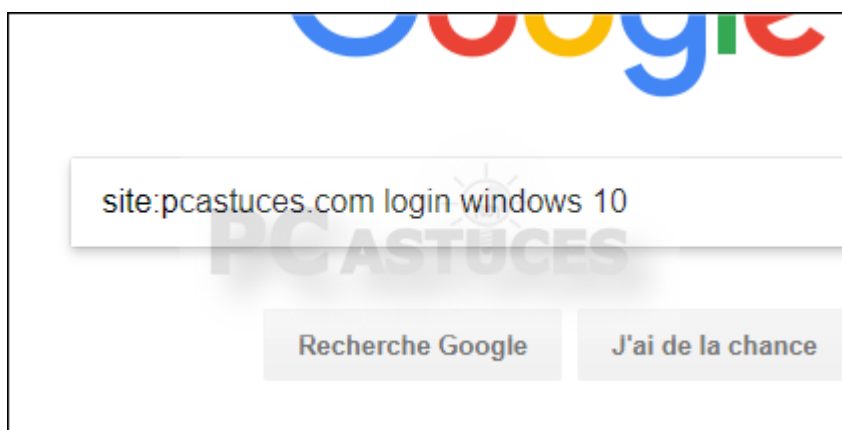 Google
site:pcastuces.com login windows 10
PC ASTUCES
Recherche Google
J'ai de la chance